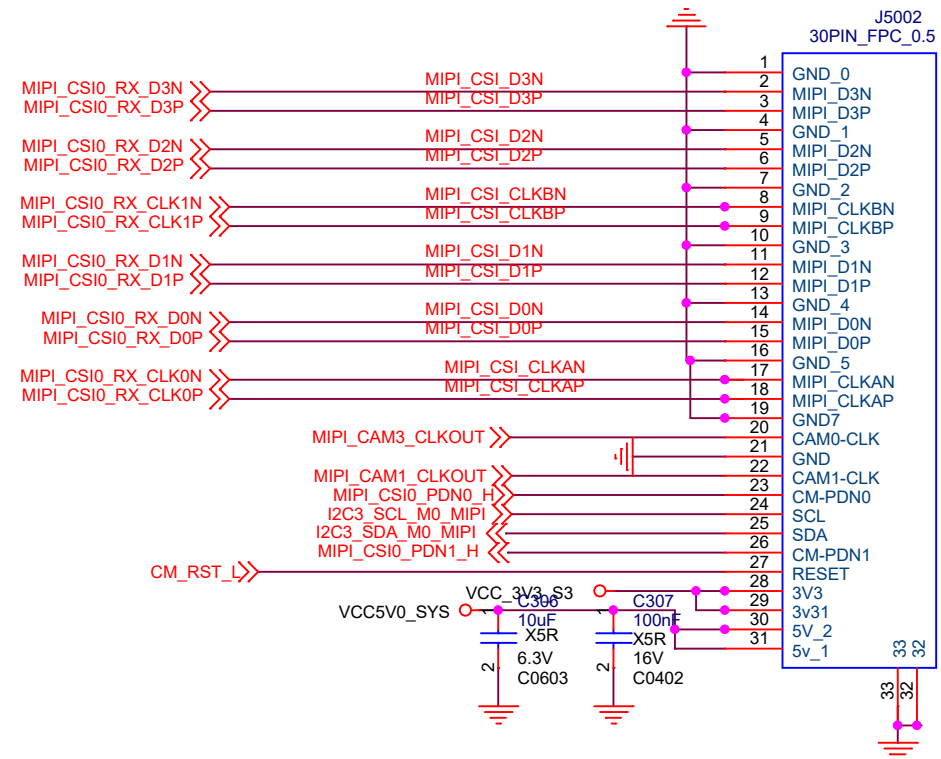 J5002
30PIN_FPC_0.5
1 GND_0
MIPI_CSI0_RX_D3N MIPI_CSI_D3N 2 MIPI_D3N
MIPI_CSI0_RX_D3P MIPI_CSI_D3P 3 MIPI_D3P
4 GND_1
MIPI_CSI0_RX_D2N MIPI_CSI_D2N 5 MIPI_D2N
MIPI_CSI0_RX_D2P MIPI_CSI_D2P 6 MIPI_D2P
7 GND_2
MIPI_CSI0_RX_CLK1N MIPI_CSI_CLKBN 8 MIPI_CLKBN
MIPI_CSI0_RX_CLK1P MIPI_CSI_CLKBP 9 MIPI_CLKBP
10 GND_3
MIPI_CSI0_RX_D1N MIPI_CSI_D1N 11 MIPI_D1N
MIPI_CSI0_RX_D1P MIPI_CSI_D1P 12 MIPI_D1P
13 GND_4
MIPI_CSI0_RX_D0N MIPI_CSI_D0N 14 MIPI_D0N
MIPI_CSI0_RX_D0P MIPI_CSI_D0P 15 MIPI_D0P
16 GND_5
MIPI_CSI0_RX_CLK0N MIPI_CSI_CLKAN 17 MIPI_CLKAN
MIPI_CSI0_RX_CLK0P MIPI_CSI_CLKAP 18 MIPI_CLKAP
19 GND7
MIPI_CAM3_CLKOUT 20 CAM0-CLK
21 GND
MIPI_CAM1_CLKOUT 22 CAM1-CLK
MIPI_CSI0_PDN0_H 23 CM-PDN0
I2C3_SCL_M0_MIPI 24 SCL
I2C3_SDA_M0_MIPI 25 SDA
MIPI_CSI0_PDN1_H 26 CM-PDN1
CM_RST_L 27 RESET
VCC_3V3_S3 28 3V3
29 3v31
VCC5V0_SYS 30 5V_2
31 5v_1
1 C306
10uF
X5R
6.3V
2 C0603
1 C307
100nF
X5R
16V
2 C0402
33 32
33 32